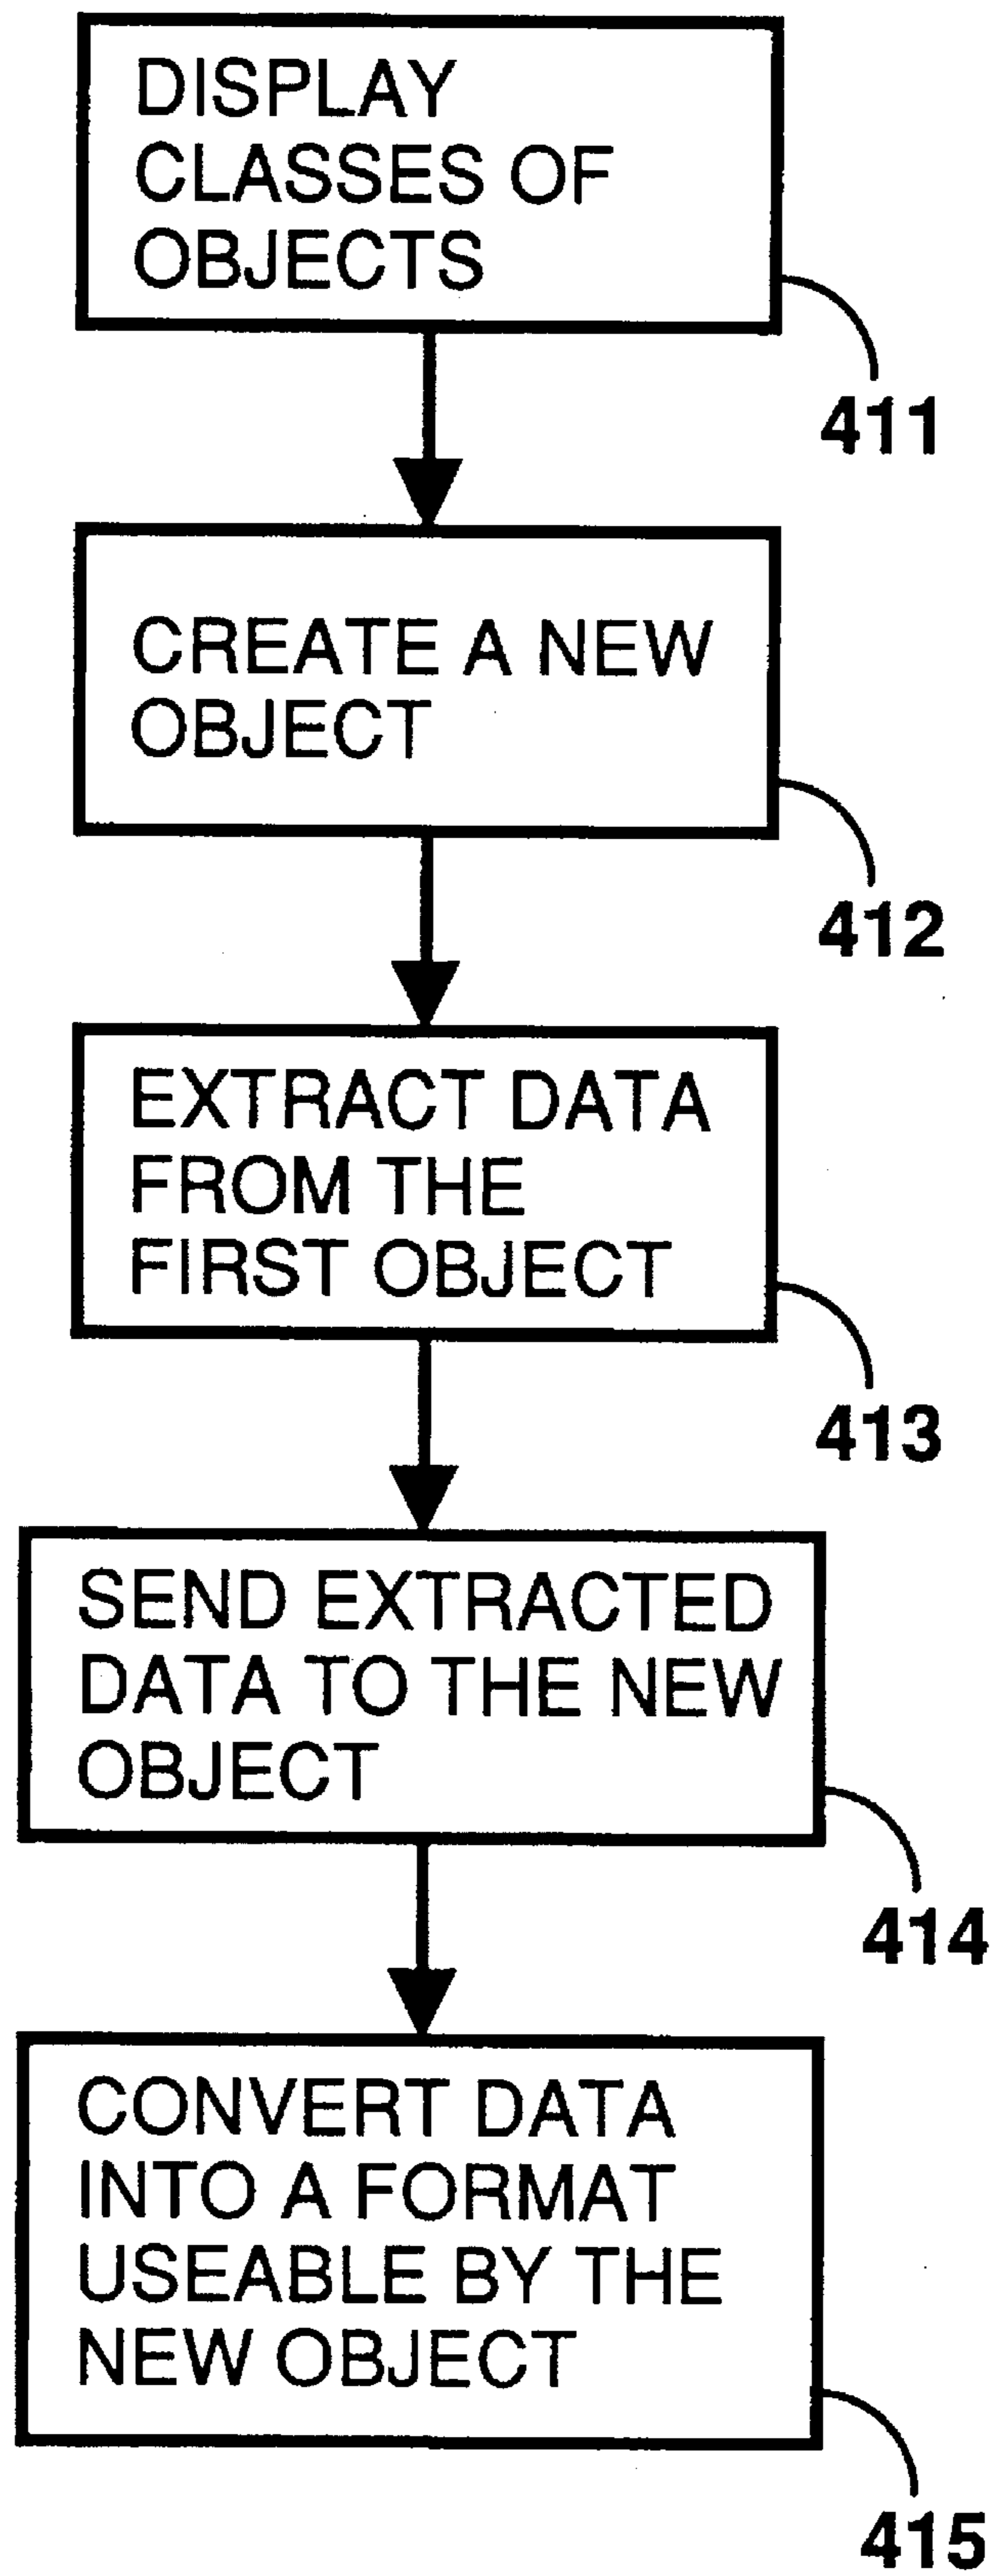 DISPLAY
CLASSES OF
OBJECTS
411
CREATE A NEW
OBJECT
412
EXTRACT DATA
FROM THE
FIRST OBJECT
413
SEND EXTRACTED
DATA TO THE NEW
OBJECT
414
CONVERT DATA
INTO A FORMAT
USEABLE BY THE
NEW OBJECT
415